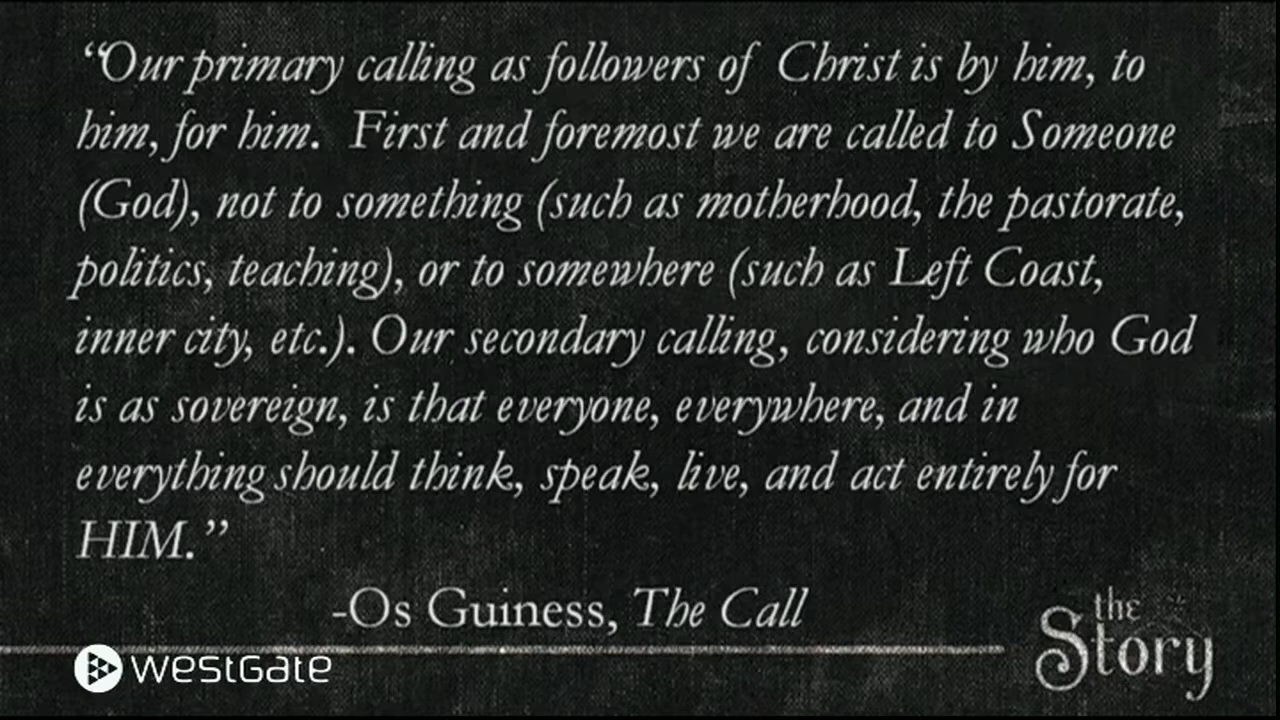 “Our primary calling as followers of Christ is by him, to
him, for him. First and foremost we are called to Someone
(God), not to something (such as motherhood, the pastorate,
politics, teaching), or to somewhere (such as Left Coast,
inner city, etc.). Our secondary calling, considering who God
is as sovereign, is that everyone, everywhere, and in
everything should think, speak, live, and act entirely for
HIM.”
-Os Guiness, The Call
the
Story
westGate